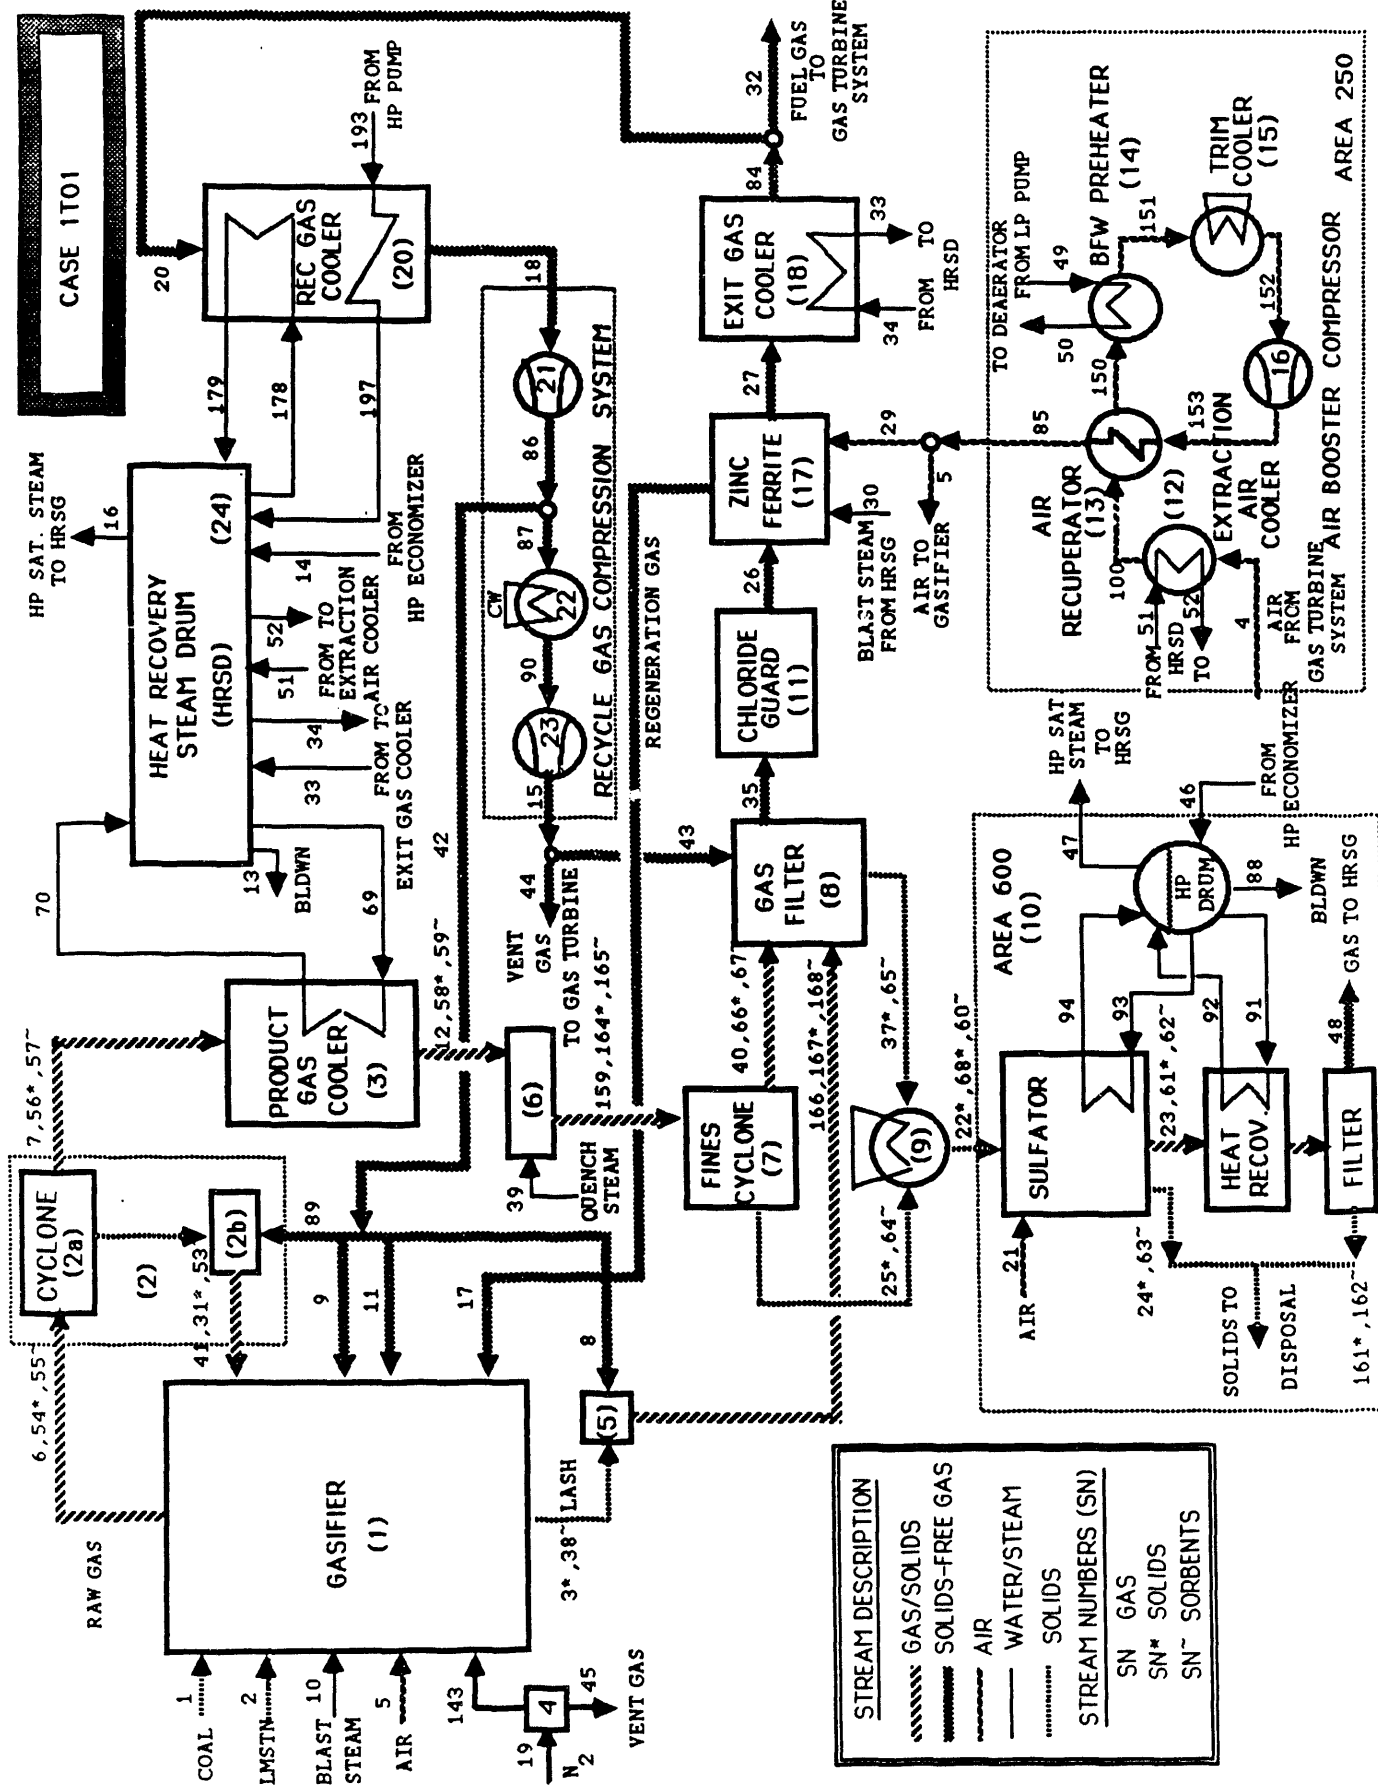 CASE 1TO1
COAL
1
LMSTN
2
BLAST
STEAM
10
AIR
5
143
19
N2
4
45
VENT GAS
RAW GAS
GASIFIER
(1)
6,54*,55~
CYCLONE
(2a)
(2)
(2b)
41,31*,53
89
9
11
17
8
(5)
3*,38~
LASH
7,56*,57~
PRODUCT
GAS
COOLER
(3)
70
69
12,58*,59~
42
(6)
39
QUENCH
STEAM
159,164*,165~
HEAT RECOVERY
STEAM DRUM
(HRSD)
(24)
HP SAT. STEAM
TO HRSG
16
13
BLDWN
33
34
FROM TO
EXIT GAS COOLER
51
52
FROM TO
EXTRACTION
AIR COOLER
14
FROM
HP ECONOMIZER
179
178
197
REC GAS
COOLER
(20)
20
193
FROM
HP PUMP
18
21
86
87
CW
22
90
23
15
RECYCLE GAS COMPRESSION SYSTEM
44
VENT
GAS
TO GAS TURBINE
43
REGENERATION GAS
FINES
CYCLONE
(7)
40,66*,67~
166,167*,168~
GAS
FILTER
(8)
37*,65~
25*,64~
(9)
22*,68*,60~
35
CHLORIDE
GUARD
(11)
26
ZINC
FERRITE
(17)
BLAST STEAM
FROM HRSG
30
29
5
AIR TO
GASIFIER
85
27
EXIT GAS
COOLER
(18)
34
33
FROM TO
HRSD
84
32
FUEL GAS
TO
GAS TURBINE
SYSTEM
AREA 250
AIR BOOSTER COMPRESSOR
AIR
RECUPERATOR
(13)
100
150
(12)
EXTRACTION
AIR
COOLER
153
16
152
TRIM
COOLER
(15)
151
BFW PREHEATER
(14)
49
50
TO DEAERATOR
FROM LP PUMP
FROM
51
HRSD
TO
52
4
AIR
FROM
GAS TURBINE
SYSTEM
AREA 600
(10)
SULFATOR
AIR
21
94
93
HP
DRUM
47
HP SAT
STEAM
TO
HRSG
46
FROM
HP ECONOMIZER
88
BLDWN
92
91
23,61*,62~
HEAT
RECOV.
24*,63~
FILTER
48
GAS TO HRSG
161*,162~
SOLIDS TO
DISPOSAL
STREAM DESCRIPTION
GAS/SOLIDS
SOLIDS-FREE GAS
AIR
WATER/STEAM
SOLIDS
STREAM NUMBERS (SN)
SN GAS
SN* SOLIDS
SN~ SORBENTS